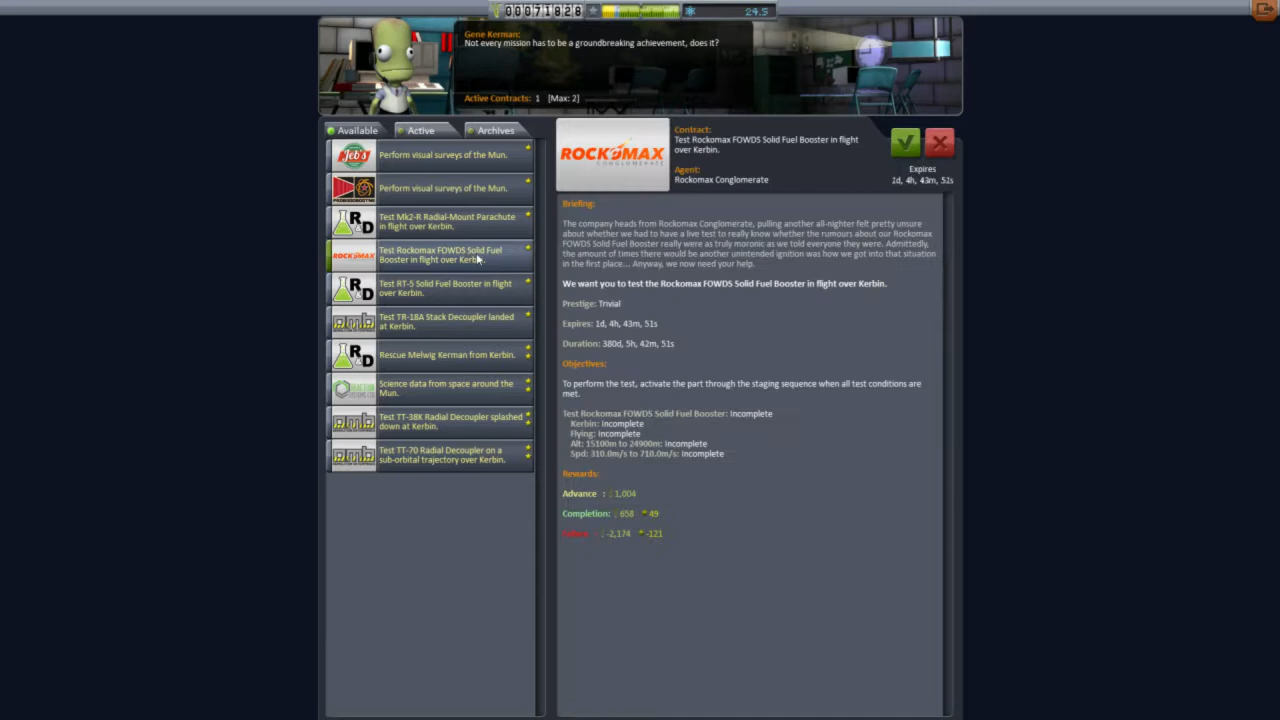 00071828
24.5
Gene Kerman:
Not every mission has to be a groundbreaking achievement, does it?
Active Contracts: 1 [Max: 2]
Available
Active
Archives
Jeb's
Perform visual surveys of the Mun.
PROBODOBODYNE
Perform visual surveys of the Mun.
R&D
Test Mk2-R Radial-Mount Parachute
in flight over Kerbin.
ROCKOMAX
Test Rockomax FOWDS Solid Fuel
Booster in flight over Kerbin.
R&D
Test RT-5 Solid Fuel Booster in flight
over Kerbin.
Test TR-18A Stack Decoupler landed
at Kerbin.
R&D
Rescue Melwig Kerman from Kerbin.
Science data from space around the
Mun.
Test TT-38K Radial Decoupler splashed
down at Kerbin.
Test TT-70 Radial Decoupler on a
sub-orbital trajectory over Kerbin.
ROCKOMAX
CONGLOMERATE
Contract:
Test Rockomax FOWDS Solid Fuel Booster in flight
over Kerbin.
Agent:
Rockomax Conglomerate
Expires
1d, 4h, 43m, 51s
Briefing:
The company heads from Rockomax Conglomerate, pulling another all-nighter felt pretty unsure
about whether we had to have a live test to really know whether the rumours about our Rockomax
FOWDS Solid Fuel Booster really were as truly moronic as we told everyone they were. Admittedly,
the amount of times there would be another unintended ignition was how we got into that situation
in the first place... Anyway, we now need your help.
We want you to test the Rockomax FOWDS Solid Fuel Booster in flight over Kerbin.
Prestige: Trivial
Expires: 1d, 4h, 43m, 51s
Duration: 380d, 5h, 42m, 51s
Objectives:
To perform the test, activate the part through the staging sequence when all test conditions are
met.
Test Rockomax FOWDS Solid Fuel Booster: Incomplete
Kerbin: Incomplete
Flying: Incomplete
Alt: 15100m to 24900m: Incomplete
Spd: 310.0m/s to 710.0m/s: Incomplete
Rewards:
Advance : 1,004
Completion: 658 49
: -2,174 -121